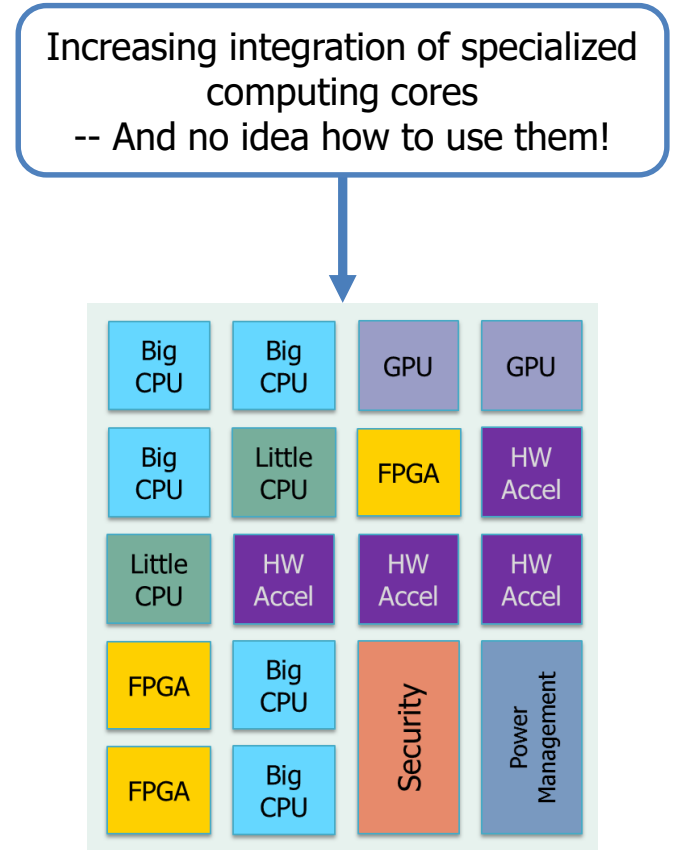 Increasing integration of specialized
computing cores
-- And no idea how to use them!
Big
CPU
Big
CPU
GPU
GPU
Big
CPU
Little
CPU
FPGA
HW
Accel
Little
CPU
HW
Accel
HW
Accel
HW
Accel
FPGA
Big
CPU
Security
Power
Management
FPGA
Big
CPU